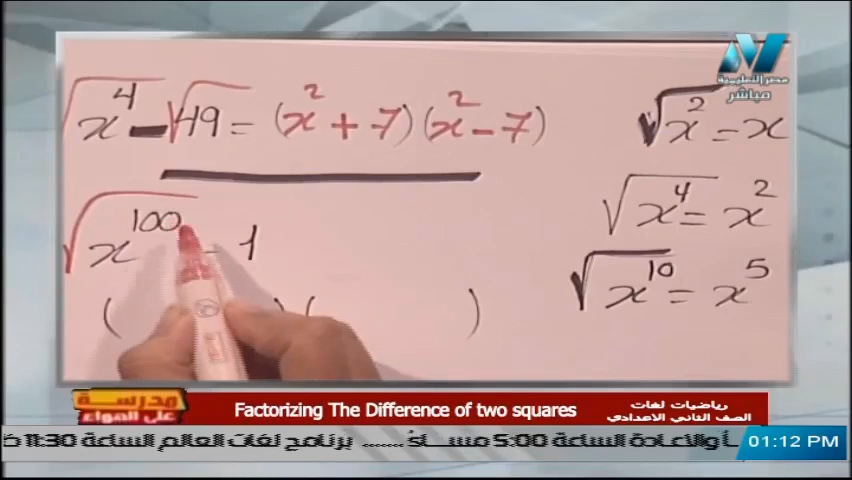 مصر التعليمية
مباشر
√x⁴ - √49 = (x² + 7)(x² - 7)
√x² = x
√x⁴ = x²
√x¹⁰ = x⁵
√x¹⁰⁰ - 1
( ) ( )
مدرسة
على الهواء
Factorizing The Difference of two squares
رياضيات لغات
الصف الثاني الاعدادي
والاعادة الساعة 5:00 مساءً ....... برنامج لغات العالم الساعة 11:30
01:12 PM